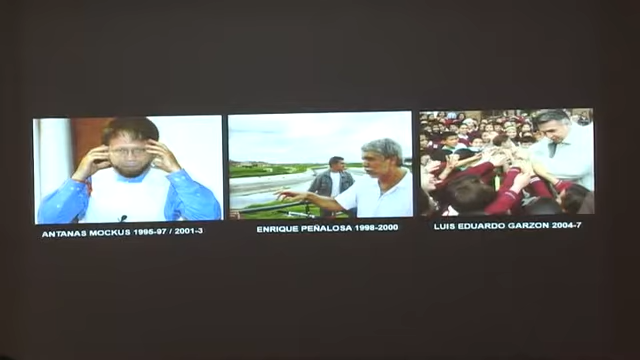 ANTANAS MOCKUS 1995-97 / 2001-3
ENRIQUE PEÑALOSA 1998-2000
LUIS EDUARDO GARZON 2004-7